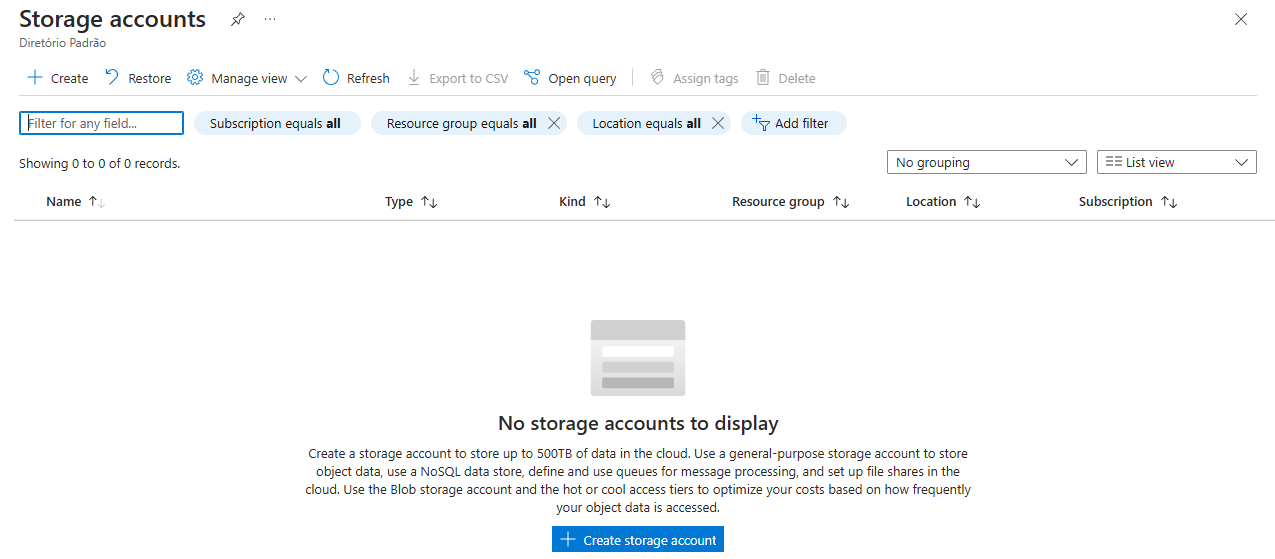 Storage accounts
Diretório Padrão
Create Restore Manage view Refresh Export to CSV Open query Assign tags Delete
Filter for any field... Subscription equals all Resource group equals all Location equals all Add filter
Showing 0 to 0 of 0 records. No grouping List view
Name Type Kind Resource group Location Subscription
No storage accounts to display
Create a storage account to store up to 500TB of data in the cloud. Use a general-purpose storage account to store
object data, use a NoSQL data store, define and use queues for message processing, and set up file shares in the
cloud. Use the Blob storage account and the hot or cool access tiers to optimize your costs based on how frequently
your object data is accessed.
Create storage account